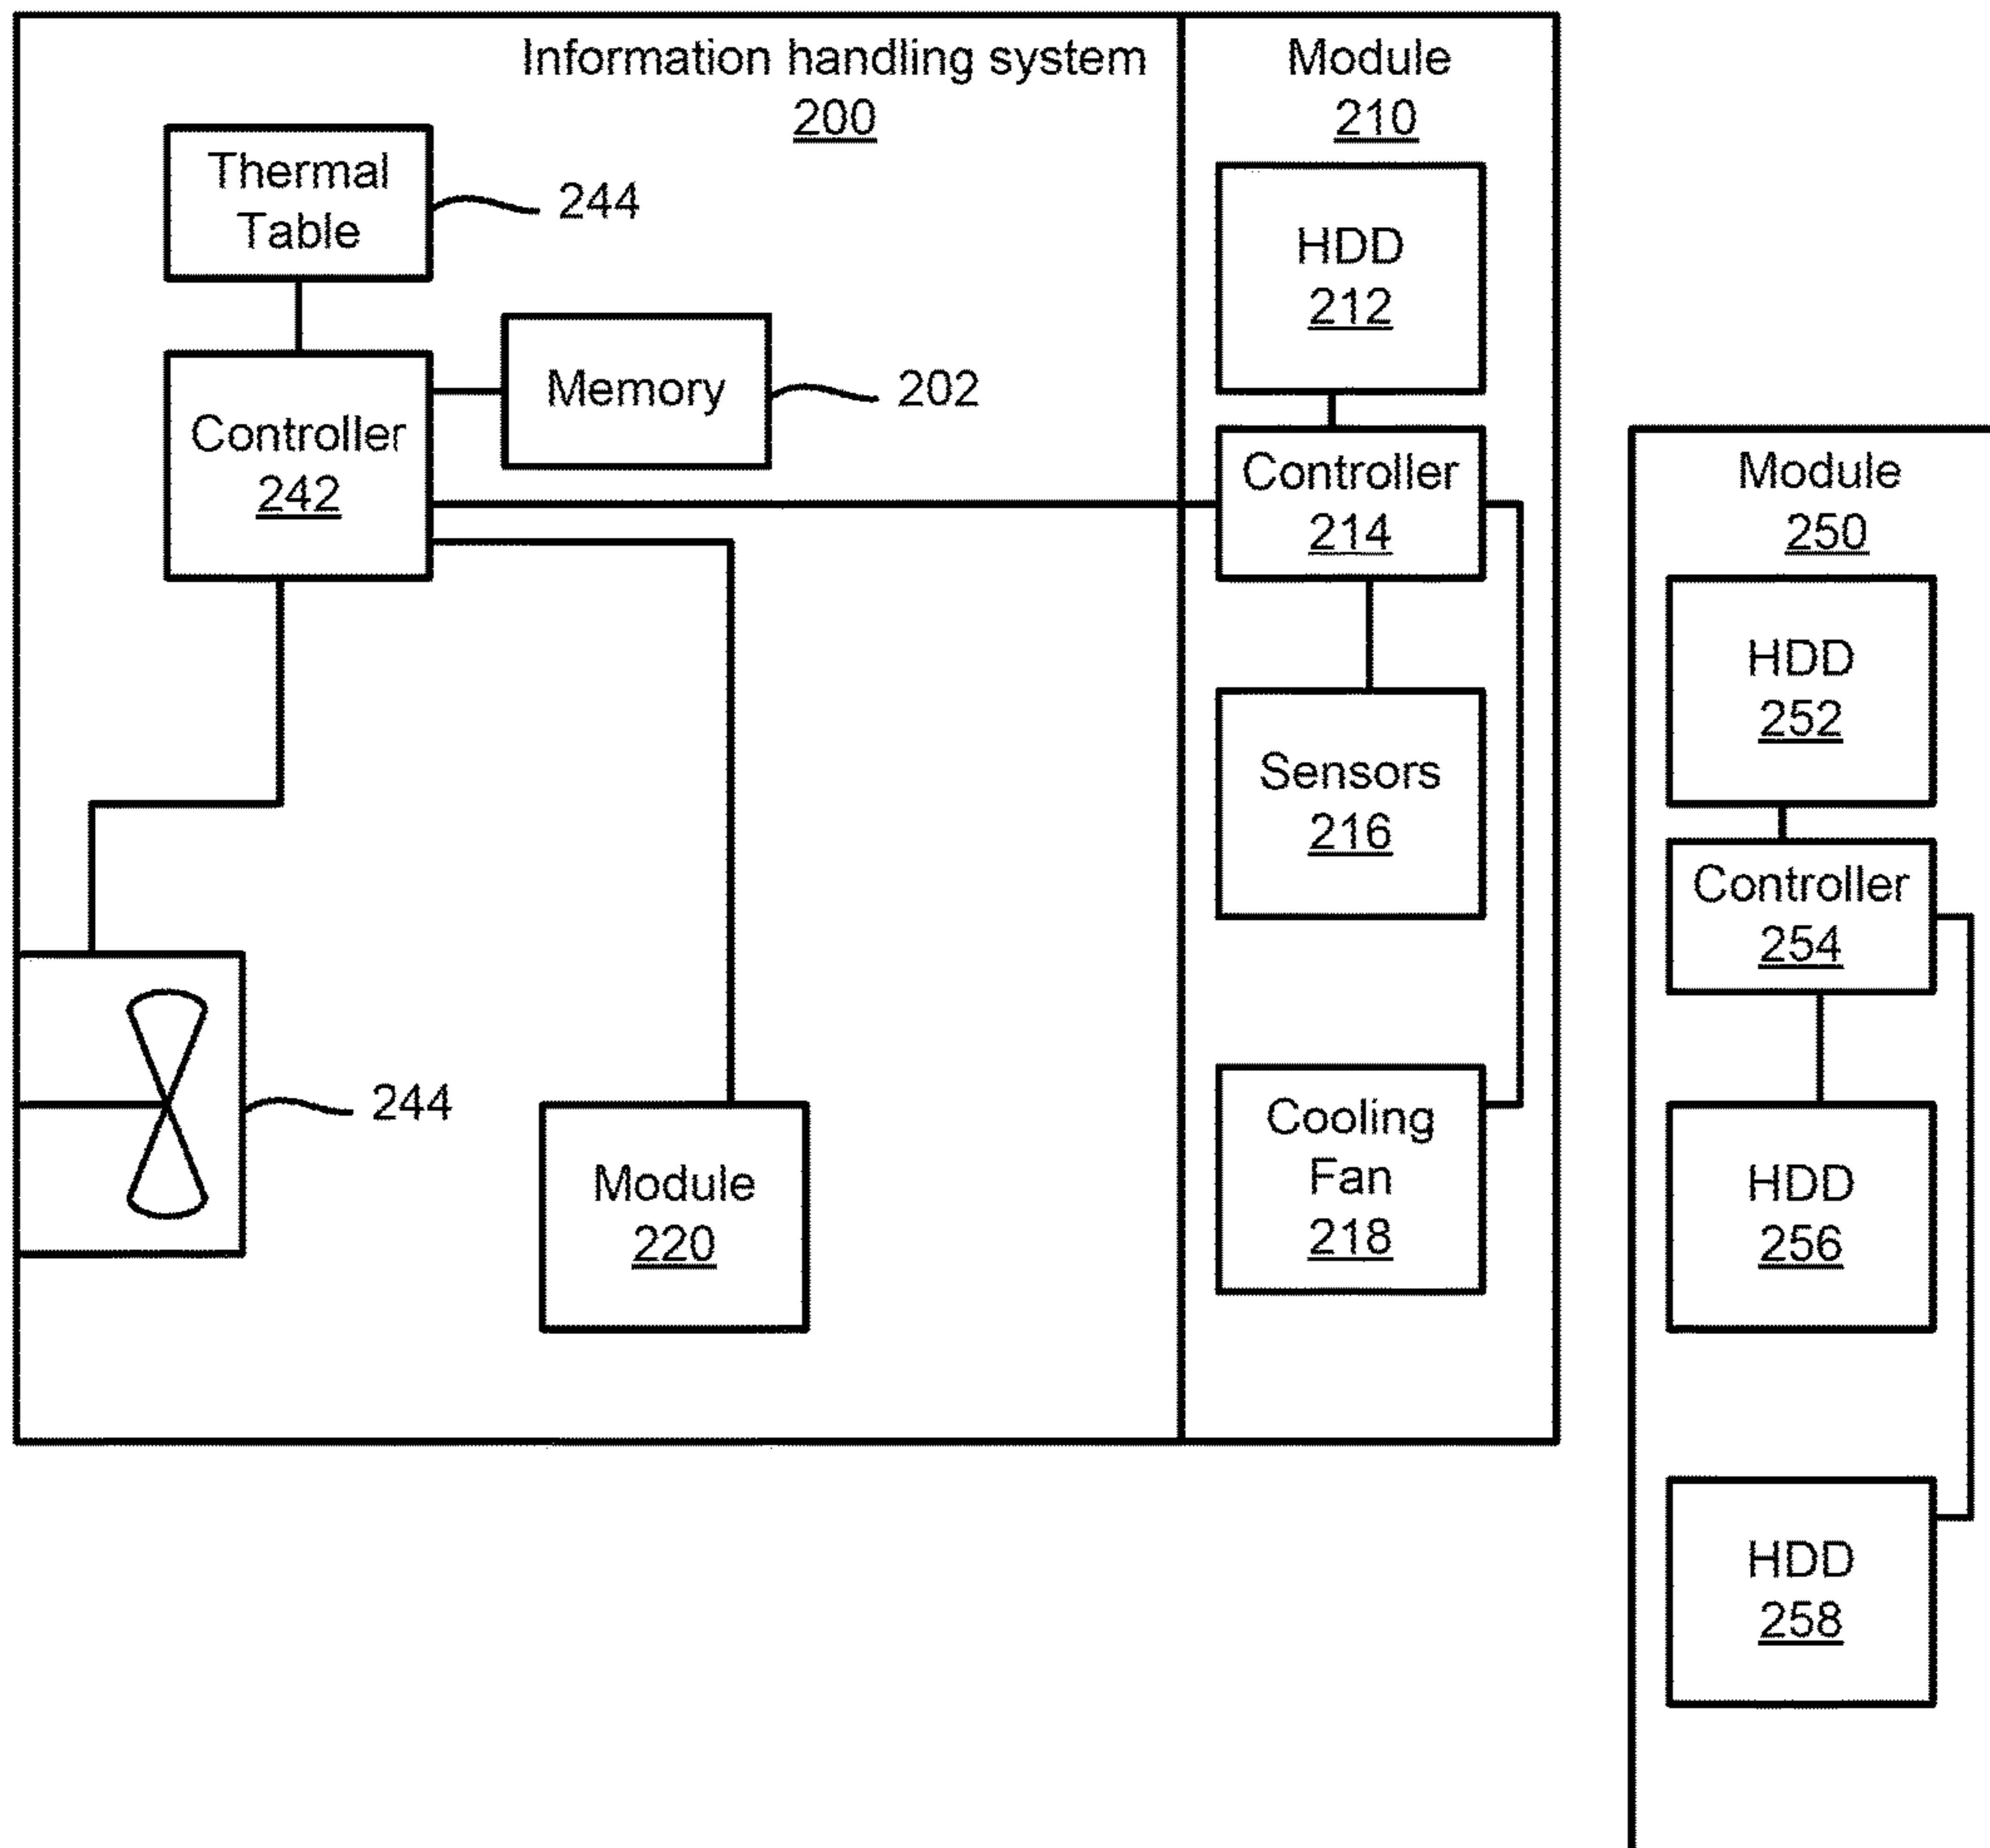 Information handling system
200
Thermal
Table
244
Memory
202
Controller
242
244
Module
220
Module
210
HDD
212
Controller
214
Sensors
216
Cooling
Fan
218
Module
250
HDD
252
Controller
254
HDD
256
HDD
258